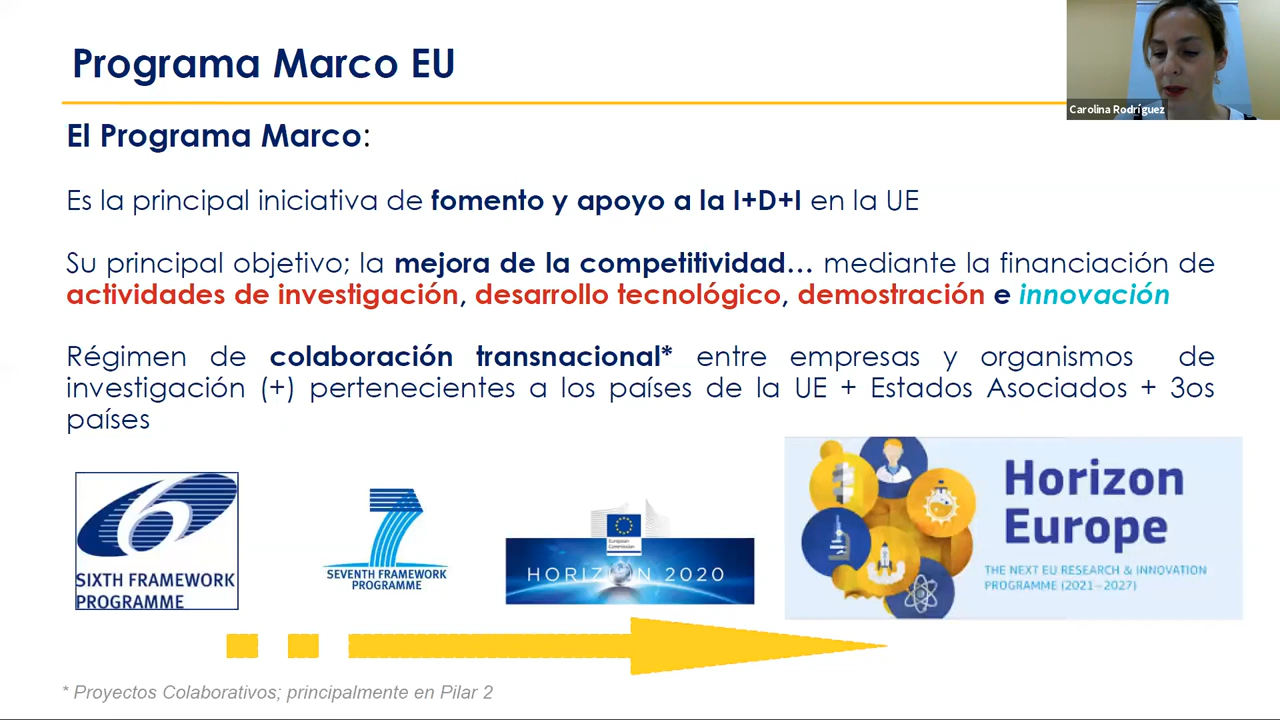 Programa Marco EU
Carolina Rodríguez
El Programa Marco:
Es la principal iniciativa de fomento y apoyo a la I+D+I en la UE
Su principal objetivo; la mejora de la competitividad... mediante la financiación de
actividades de investigación, desarrollo tecnológico, demostración e innovación
Régimen de colaboración transnacional* entre empresas y organismos de
investigación (+) pertenecientes a los países de la UE + Estados Asociados + 3os
países
6
SIXTH FRAMEWORK
PROGRAMME
7
SEVENTH FRAMEWORK
PROGRAMME
European
Commission
HORIZON 2020
Horizon
Europe
THE NEXT EU RESEARCH & INNOVATION
PROGRAMME (2021–2027)
* Proyectos Colaborativos; principalmente en Pilar 2